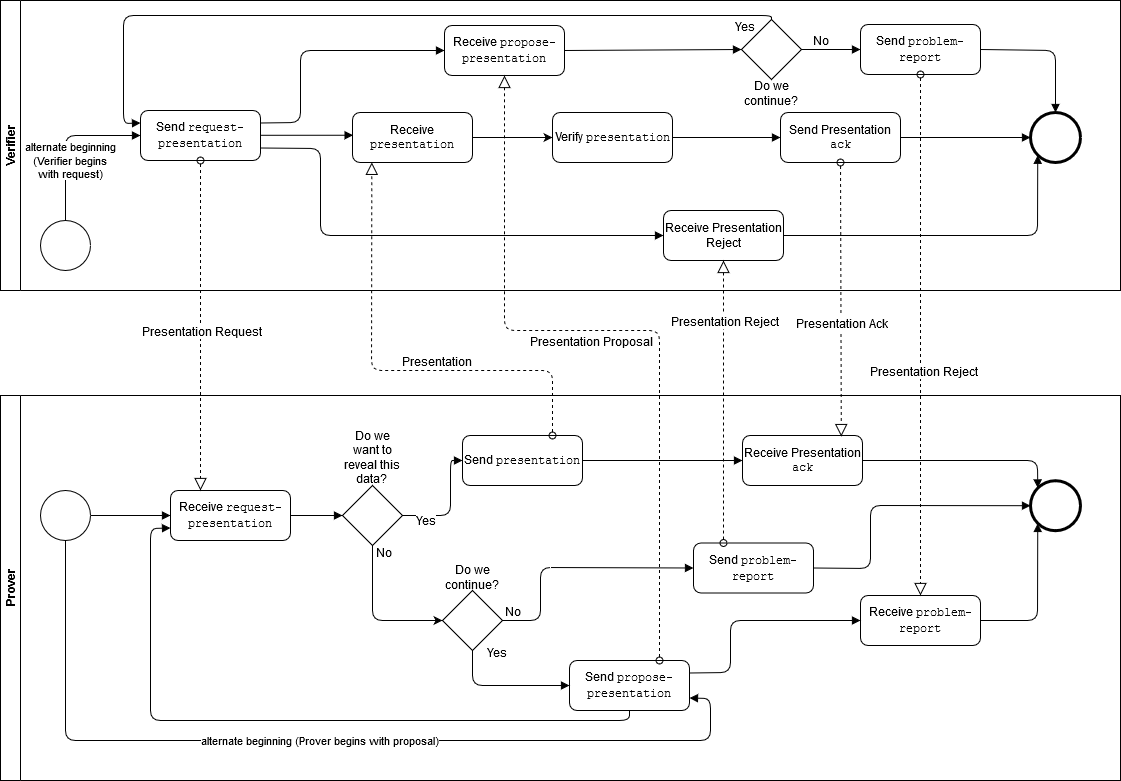 Verifier
Yes
No
Receive propose-
presentation
Send problem-
report
Do we
continue?
alternate beginning
(Verifier begins
with request)
Send request-
presentation
Receive
presentation
Verify presentation
Send Presentation
ack
Receive Presentation
Reject
Presentation Request
Presentation
Presentation Proposal
Presentation Reject
Presentation Ack
Presentation Reject
Prover
Do we
want to
reveal this
data?
Send presentation
Receive Presentation
ack
Receive request-
presentation
Yes
No
Do we
continue?
No
Yes
Send problem-
report
Receive problem-
report
Send propose-
presentation
alternate beginning (Prover begins with proposal)